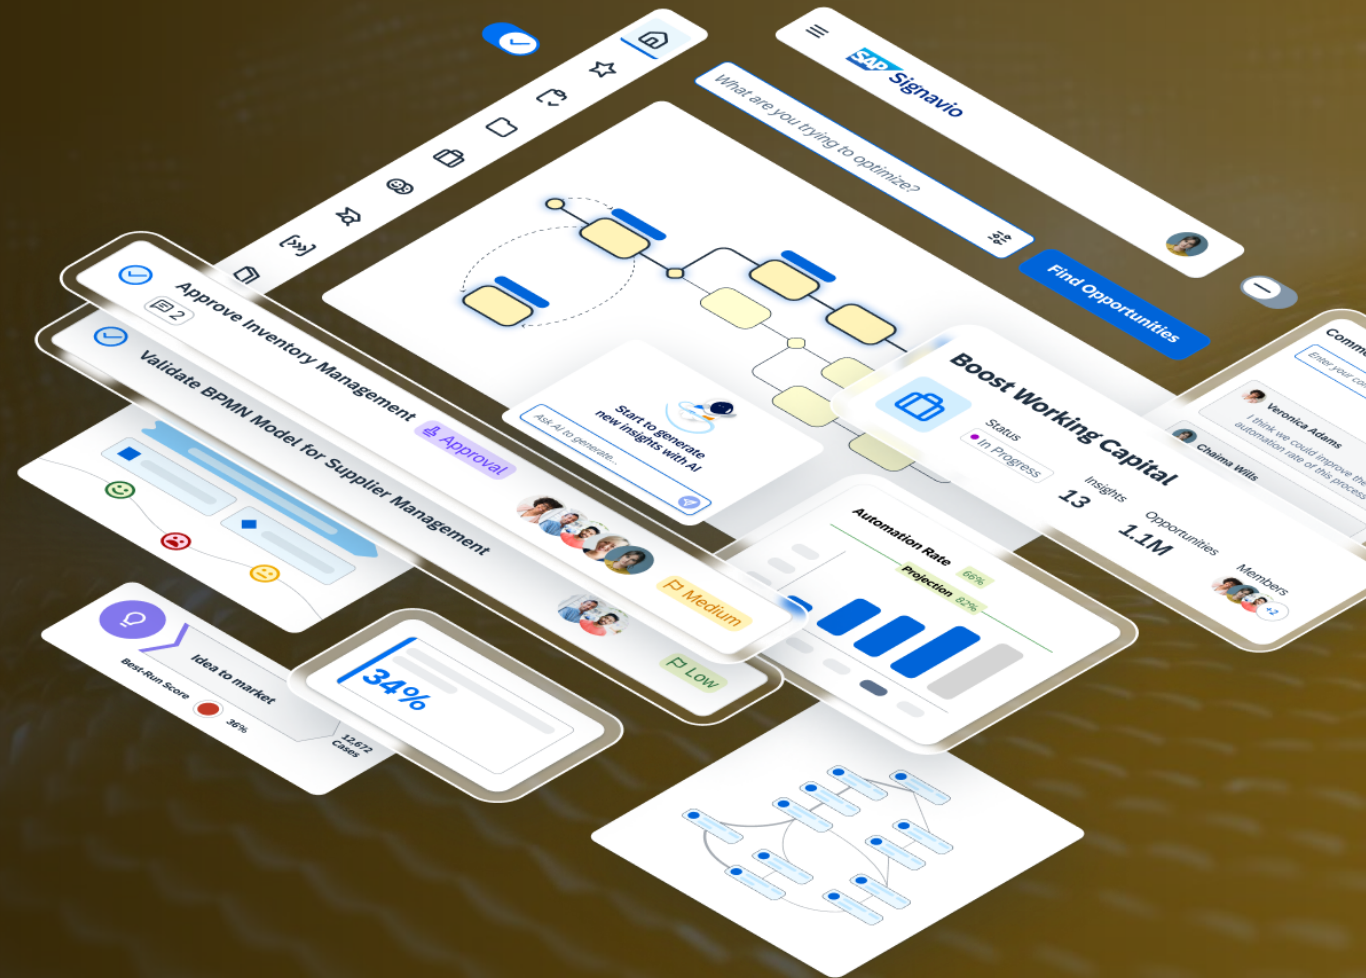 SAP Signavio
What are you trying to optimize?
Find Opportunities
Approve Inventory Management
2
Approval
Medium
Validate BPMN Model for Supplier Management
Low
Start to generate
new insights with AI
Ask AI to generate...
Boost Working Capital
Status
In Progress
Insights
13
Opportunities
1.1M
Members
+2
Enter your
Veronica Adams
I think we could improve the
automation rate of this process
Chaima Wills
Automation Rate 66%
Projection 82%
Idea to market
Best-Run Score
36%
12,672
Cases
34%